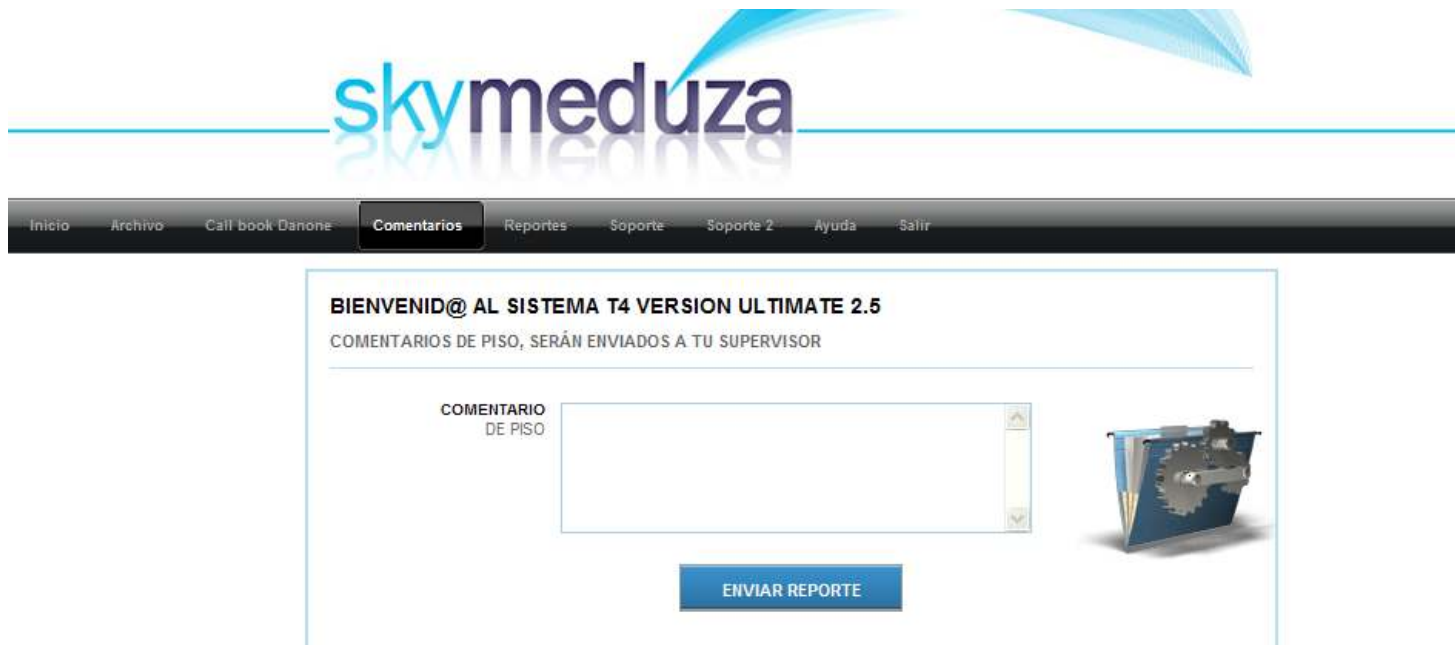 skymeduza
Inicio Archivo Call book Danone Comentarios Reportes Soporte Soporte 2 Ayuda Salir
BIENVENID@ AL SISTEMA T4 VERSION ULTIMATE 2.5
COMENTARIOS DE PISO, SERÁN ENVIADOS A TU SUPERVISOR
COMENTARIO
DE PISO
ENVIAR REPORTE